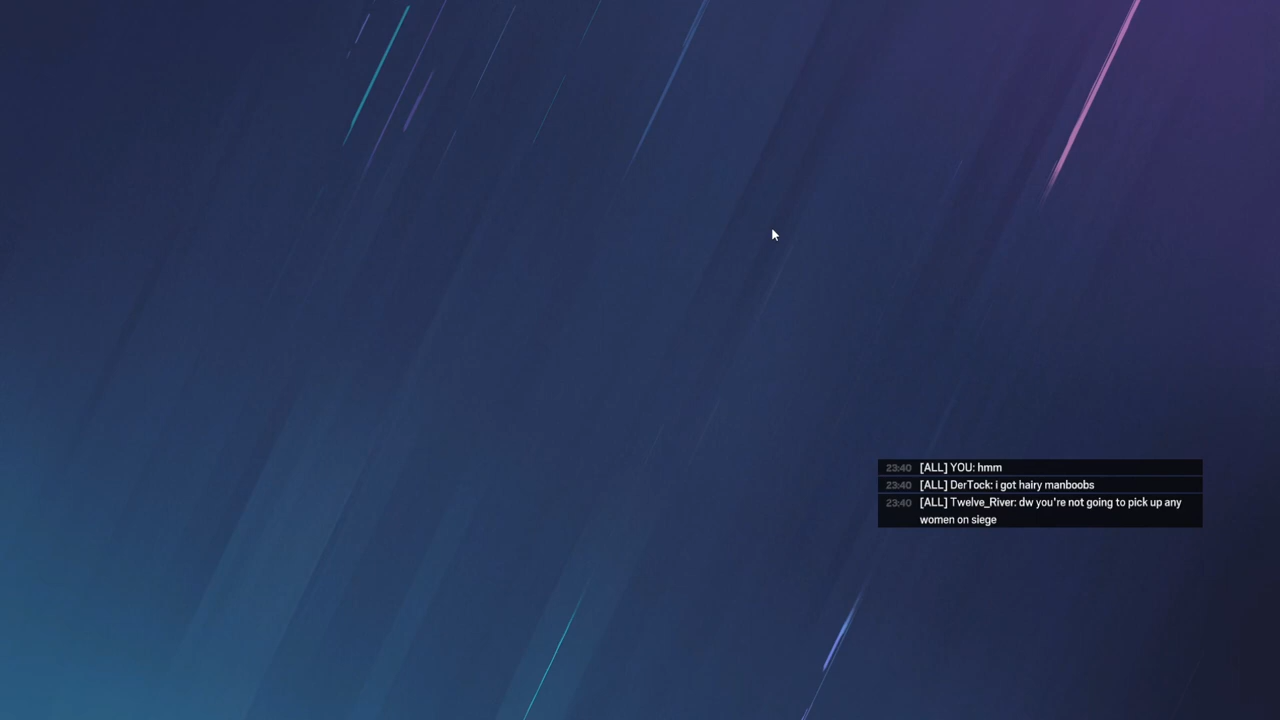 23:40 [ALL] YOU: hmm
23:40 [ALL] DerTock: i got hairy manboobs
23:40 [ALL] Twelve_River: dw you're not going to pick up any
women on siege